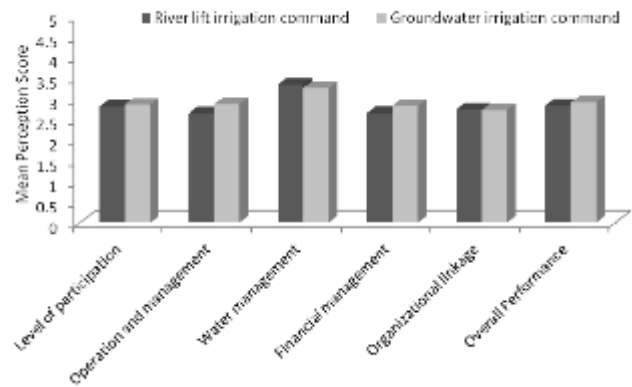 River lift irrigation command Groundwater irrigation command
Mean Perception Score
5
4.5
4
3.5
3
2.5
2
1.5
1
0.5
0
Level of participation
Operation and management
Water management
Financial management
Organizational linkage
Overall Performance